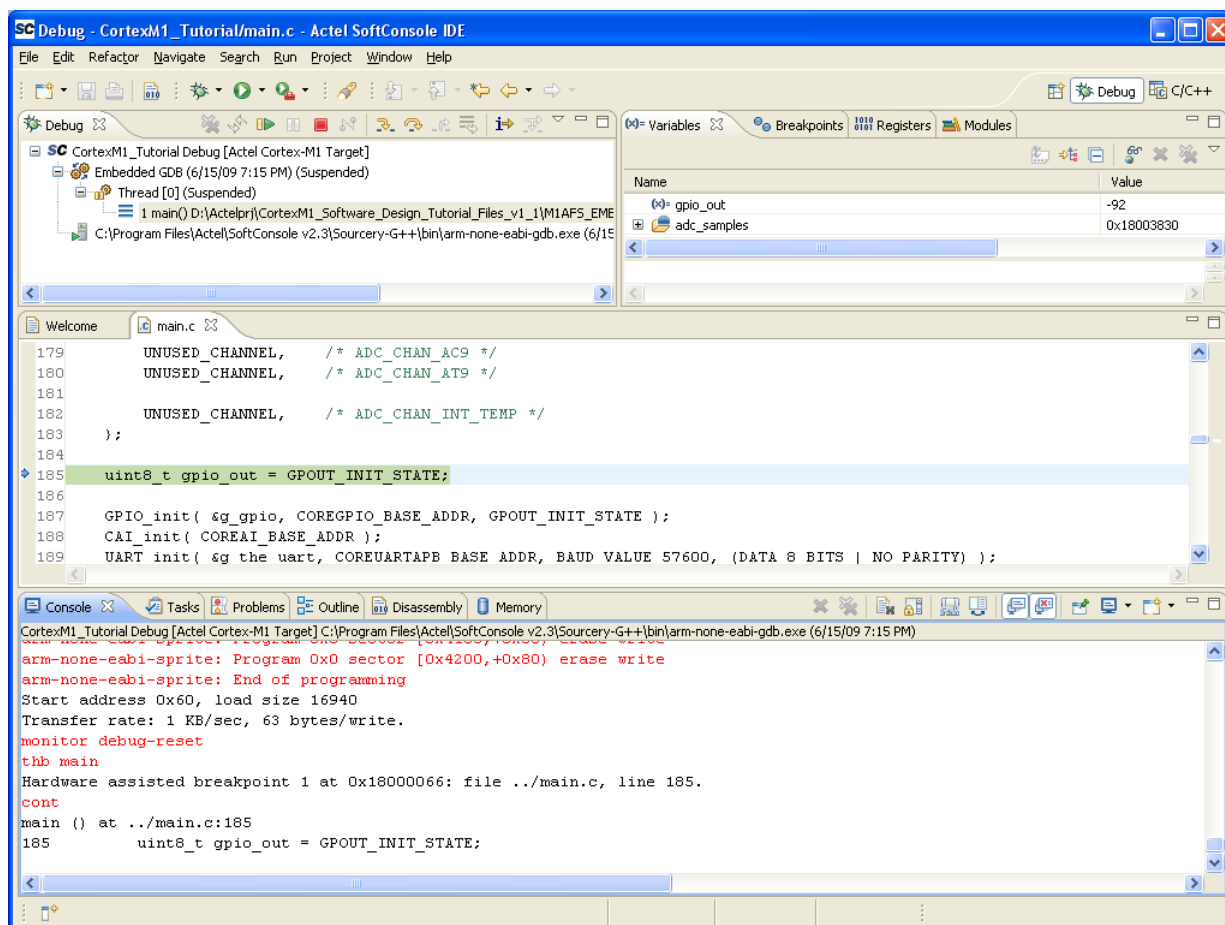 SC Debug - CortexM1_Tutorial/main.c - Actel SoftConsole IDE
File Edit Refactor Navigate Search Run Project Window Help
Debug C/C++
Debug
SC CortexM1_Tutorial Debug [Actel Cortex-M1 Target]
Embedded GDB (6/15/09 7:15 PM) (Suspended)
Thread [0] (Suspended)
1 main() D:\Actelprj\CortexM1_Software_Design_Tutorial_Files_v1_1\M1AFS_EME
C:\Program Files\Actel\SoftConsole v2.3\Sourcery-G++\bin\arm-none-eabi-gdb.exe (6/15
(x)= Variables Breakpoints 1010 0101 Registers Modules
Name Value
(x)= gpio_out -92
adc_samples 0x18003830
Welcome main.c
179 UNUSED_CHANNEL, /* ADC_CHAN_AC9 */
180 UNUSED_CHANNEL, /* ADC_CHAN_AT9 */
181
182 UNUSED_CHANNEL, /* ADC_CHAN_INT_TEMP */
183 };
184
185 uint8_t gpio_out = GPOUT_INIT_STATE;
186
187 GPIO_init( &g_gpio, COREGPIO_BASE_ADDR, GPOUT_INIT_STATE );
188 CAI_init( COREAI_BASE_ADDR );
189 UART_init( &g_the_uart, COREUARTAPB_BASE_ADDR, BAUD_VALUE_57600, (DATA_8_BITS | NO_PARITY) );
Console Tasks Problems Outline Disassembly Memory
CortexM1_Tutorial Debug [Actel Cortex-M1 Target] C:\Program Files\Actel\SoftConsole v2.3\Sourcery-G++\bin\arm-none-eabi-gdb.exe (6/15/09 7:15 PM)
arm-none-eabi-sprite: Program 0x0 sector [0x4200,+0x80) erase write
arm-none-eabi-sprite: End of programming
Start address 0x60, load size 16940
Transfer rate: 1 KB/sec, 63 bytes/write.
monitor debug-reset
thb main
Hardware assisted breakpoint 1 at 0x18000066: file ../main.c, line 185.
cont
main () at ../main.c:185
185 uint8_t gpio_out = GPOUT_INIT_STATE;